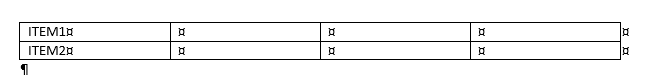 ITEM1¤ ¤ ¤ ¤ ¤
ITEM2¤ ¤ ¤ ¤ ¤
¶